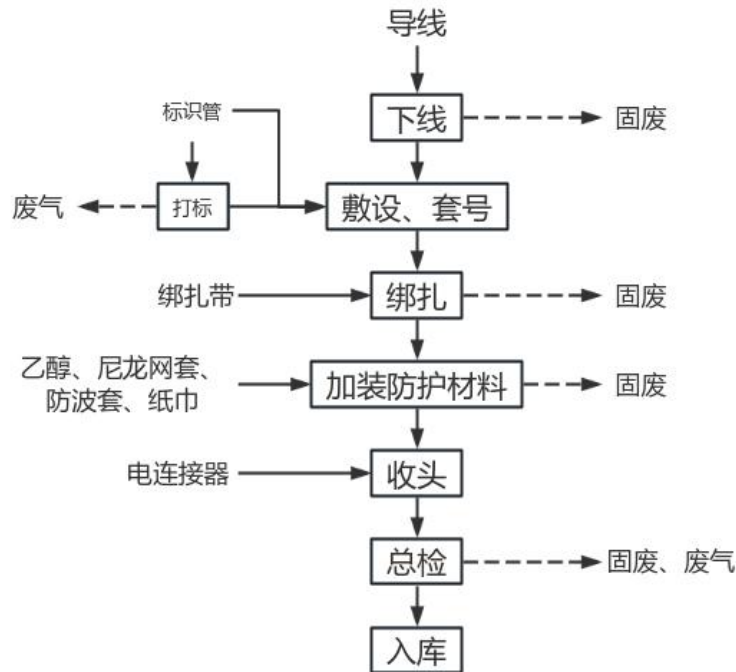 导线
标识管
下线
固废
废气
打标
敷设、套号
绑扎带
绑扎
固废
乙醇、尼龙网套、
防波套、纸巾
加装防护材料
固废
电连接器
收头
总检
固废、废气
入库